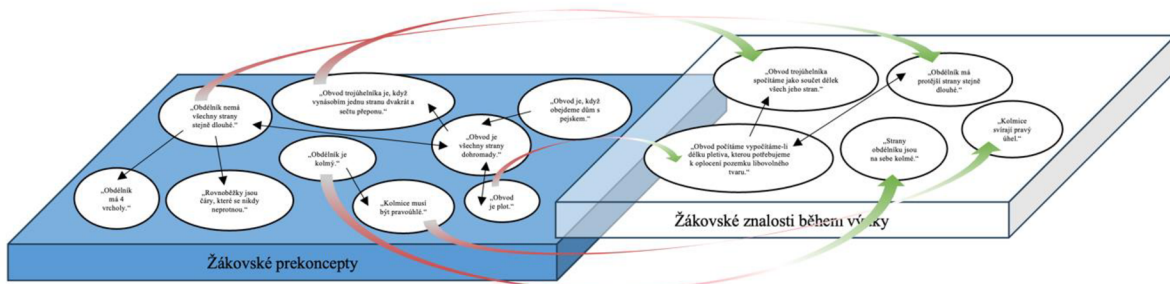 „Obdélník nemá
všechny strany
stejně dlouhé.“
„Obvod trojúhelníka je, když
vynásobím jednu stranu dvakrát a
sečtu přeponu.“
„Obvod je, když
obejdeme dům s
pejskem.“
„Obvod je
všechny strany
dohromady.“
„Obdélník je
kolmý.“
„Obdélník
má 4
vrcholy.“
„Rovnoběžky jsou
čáry, které se nikdy
neprotnou.“
„Kolmice musí
být pravoúhlé.“
„Obvod
je plot.“
Žákovské prekoncepty
„Obvod trojúhelníka
spočítáme jako součet délek
všech jeho stran.“
„Obdélník má
protější strany stejně
dlouhé.“
„Kolmice
svírají pravý
úhel.“
„Obvod počítáme vypočítáme-li
délku pletiva, kterou potřebujeme
k oplocení pozemku libovolného
tvaru.“
„Strany
obdélníku jsou
na sebe kolmé.“
Žákovské znalosti během výuky